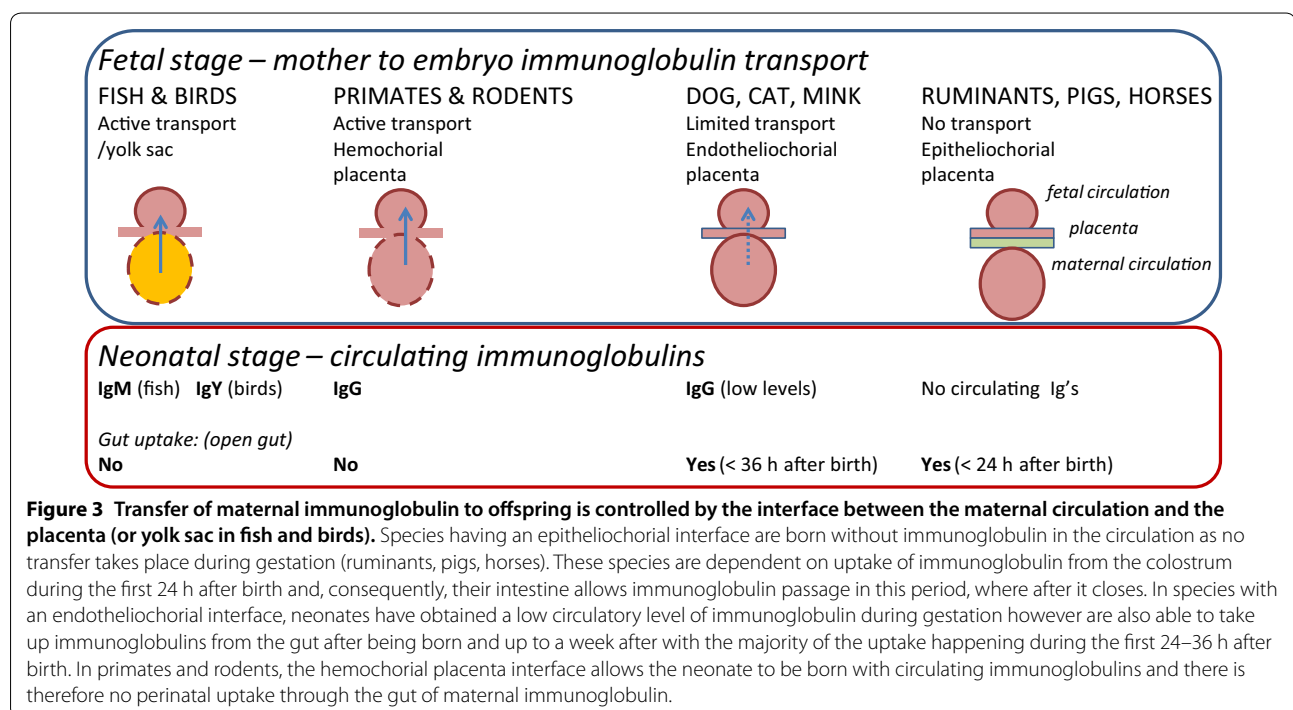 Fetal stage – mother to embryo immunoglobulin transport
FISH & BIRDS
Active transport
/yolk sac
PRIMATES & RODENTS
Active transport
Hemochorial
placenta
DOG, CAT, MINK
Limited transport
Endotheliochorial
placenta
RUMINANTS, PIGS, HORSES
No transport
Epitheliochorial
placenta
fetal circulation
placenta
maternal circulation
Neonatal stage – circulating immunoglobulins
IgM (fish) IgY (birds) IgG IgG (low levels) No circulating Ig's
Gut uptake: (open gut)
No No Yes (< 36 h after birth) Yes (< 24 h after birth)
Figure 3 Transfer of maternal immunoglobulin to offspring is controlled by the interface between the maternal circulation and the
placenta (or yolk sac in fish and birds). Species having an epitheliochorial interface are born without immunoglobulin in the circulation as no
transfer takes place during gestation (ruminants, pigs, horses). These species are dependent on uptake of immunoglobulin from the colostrum
during the first 24 h after birth and, consequently, their intestine allows immunoglobulin passage in this period, where after it closes. In species with
an endotheliochorial interface, neonates have obtained a low circulatory level of immunoglobulin during gestation however are also able to take
up immunoglobulins from the gut after being born and up to a week after with the majority of the uptake happening during the first 24–36 h after
birth. In primates and rodents, the hemochorial placenta interface allows the neonate to be born with circulating immunoglobulins and there is
therefore no perinatal uptake through the gut of maternal immunoglobulin.